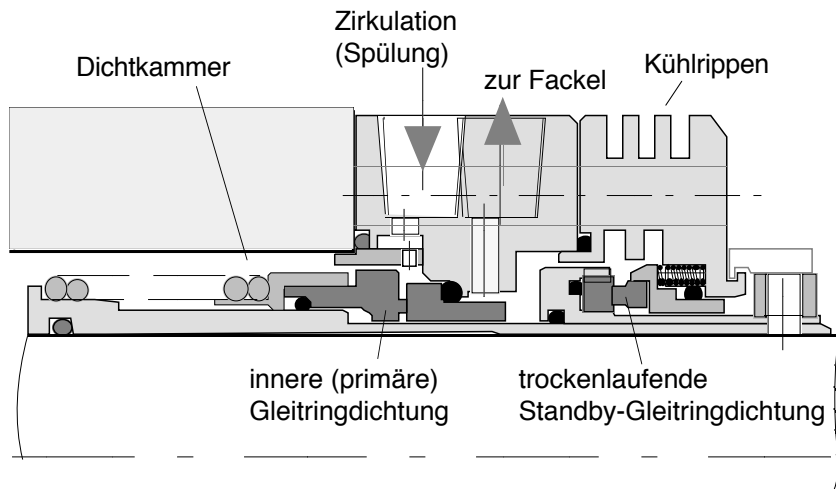 Zirkulation
(Spülung)
Dichtkammer
zur Fackel
Kühlrippen
innere (primäre)
Gleitringdichtung
trockenlaufende
Standby-Gleitringdichtung